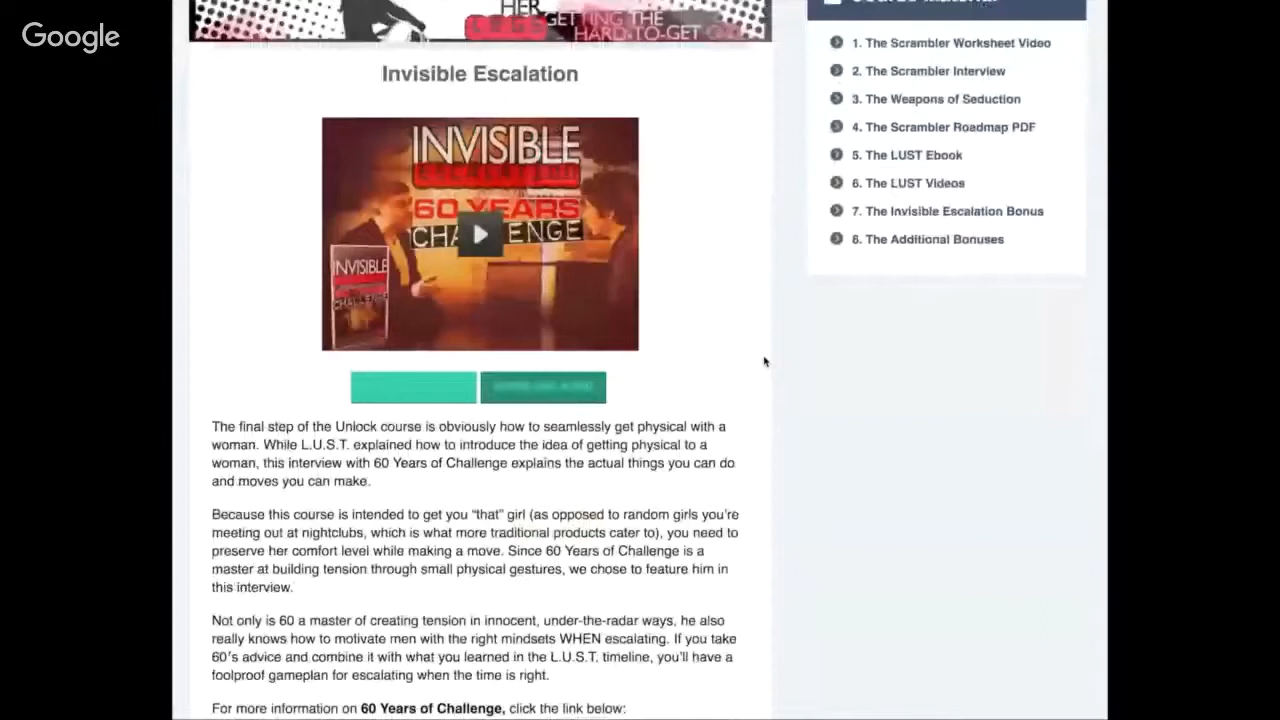 Google
HER
GETTING THE
HARD-TO-GET
Invisible Escalation
INVISIBLE
60 YEARS
CHALLENGE
INVISIBLE
CHALLENGE
The final step of the Unlock course is obviously how to seamlessly get physical with a
woman. While L.U.S.T. explained how to introduce the idea of getting physical to a
woman, this interview with 60 Years of Challenge explains the actual things you can do
and moves you can make.
Because this course is intended to get you “that” girl (as opposed to random girls you’re
meeting out at nightclubs, which is what more traditional products cater to), you need to
preserve her comfort level while making a move. Since 60 Years of Challenge is a
master at building tension through small physical gestures, we chose to feature him in
this interview.
Not only is 60 a master of creating tension in innocent, under-the-radar ways, he also
really knows how to motivate men with the right mindsets WHEN escalating. If you take
60’s advice and combine it with what you learned in the L.U.S.T. timeline, you’ll have a
foolproof gameplan for escalating when the time is right.
For more information on 60 Years of Challenge, click the link below:
1. The Scrambler Worksheet Video
2. The Scrambler Interview
3. The Weapons of Seduction
4. The Scrambler Roadmap PDF
5. The LUST Ebook
6. The LUST Videos
7. The Invisible Escalation Bonus
8. The Additional Bonuses